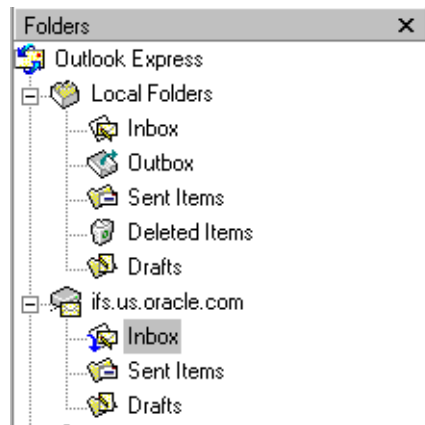 Folders
Outlook Express
Local Folders
Inbox
Outbox
Sent Items
Deleted Items
Drafts
ifs.us.oracle.com
Inbox
Sent Items
Drafts